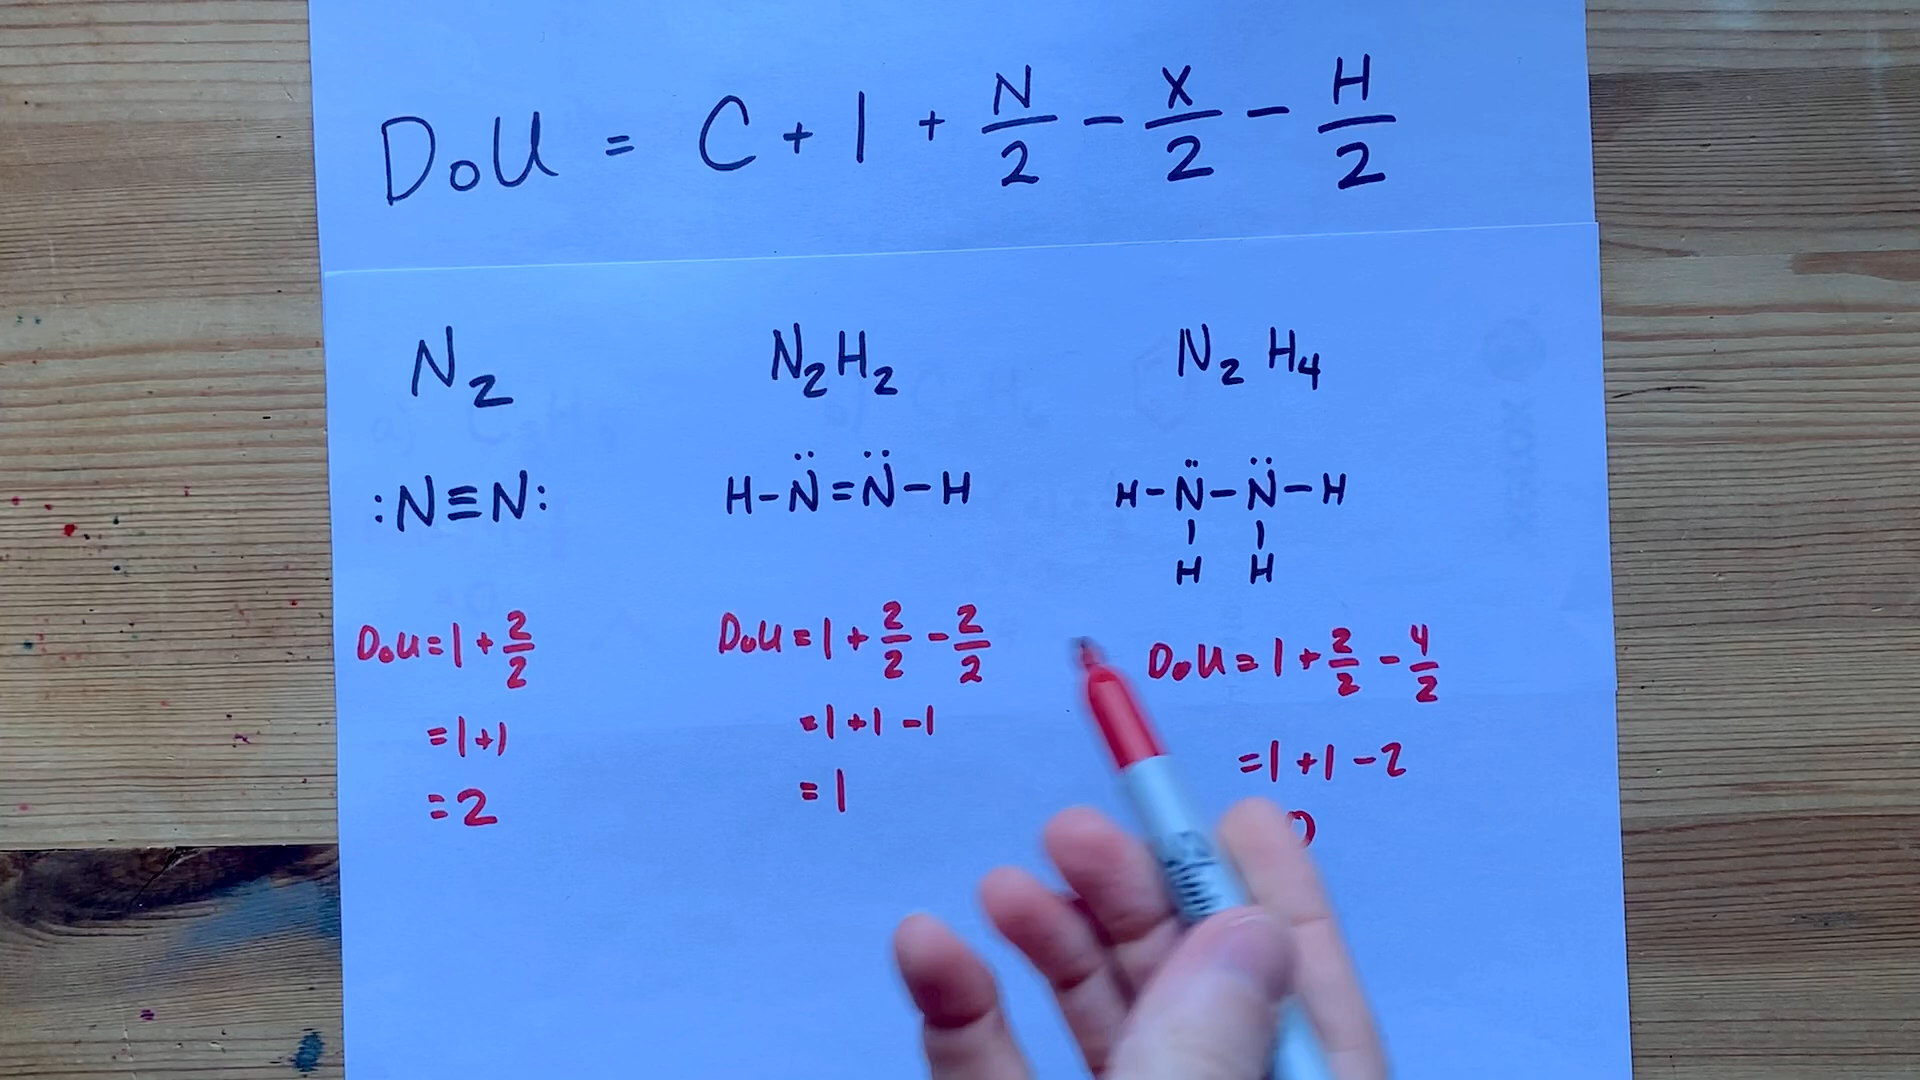 DoU = C + 1 + N/2 - X/2 - H/2
N₂
:N≡N:
DoU = 1 + 2/2
= 1 + 1
= 2
N₂H₂
H-N̈=N̈-H
DoU = 1 + 2/2 - 2/2
= 1 + 1 - 1
= 1
N₂H₄
H-N̈-N̈-H
H H
DoU = 1 + 2/2 - 4/2
= 1 + 1 - 2
0